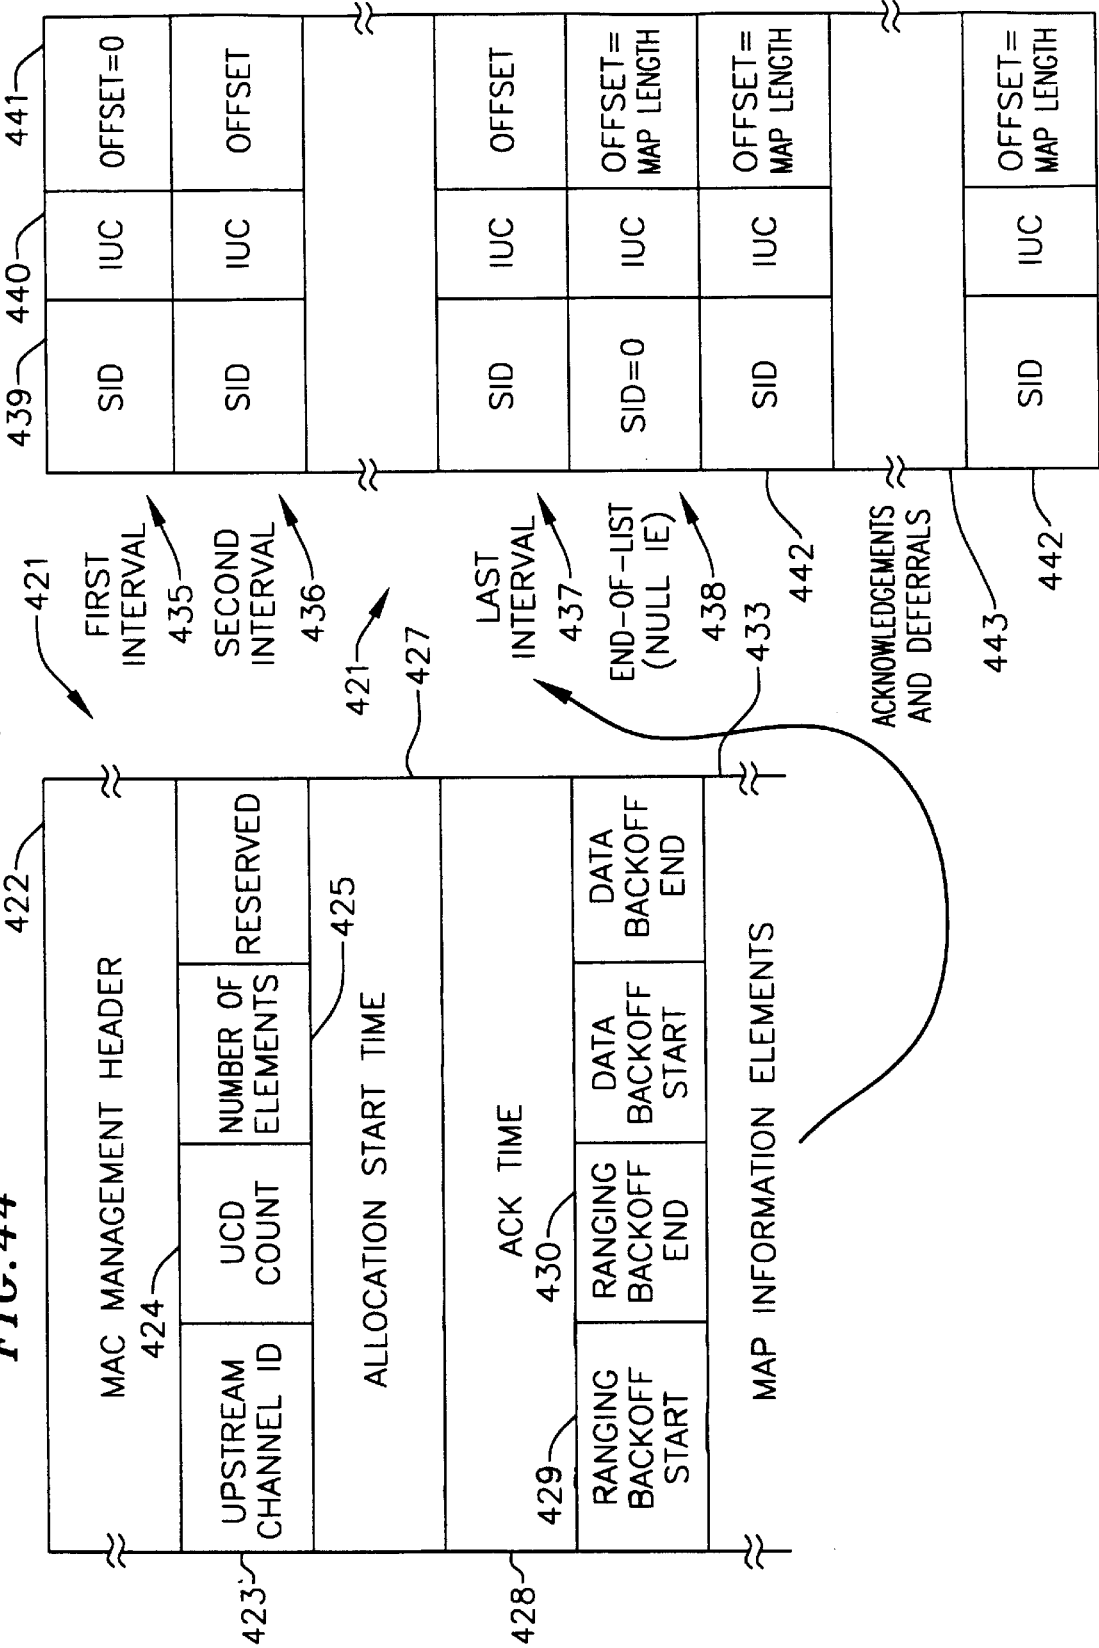 FIG. 44
422
421
MAC MANAGEMENT HEADER
424
423
UPSTREAM
CHANNEL ID
UCD
COUNT
NUMBER OF
ELEMENTS
RESERVED
425
ALLOCATION START TIME
427
428
ACK TIME
429
430
RANGING
BACKOFF
START
RANGING
BACKOFF
END
DATA
BACKOFF
START
DATA
BACKOFF
END
433
MAP INFORMATION ELEMENTS
439
440
441
FIRST
INTERVAL
435
SID
IUC
OFFSET=0
SECOND
INTERVAL
436
SID
IUC
OFFSET
421
LAST
INTERVAL
437
SID
IUC
OFFSET
END-OF-LIST
(NULL IE)
438
SID=0
IUC
OFFSET=
MAP LENGTH
442
SID
IUC
OFFSET=
MAP LENGTH
ACKNOWLEDGEMENTS
AND DEFERRALS
443
442
SID
IUC
OFFSET=
MAP LENGTH